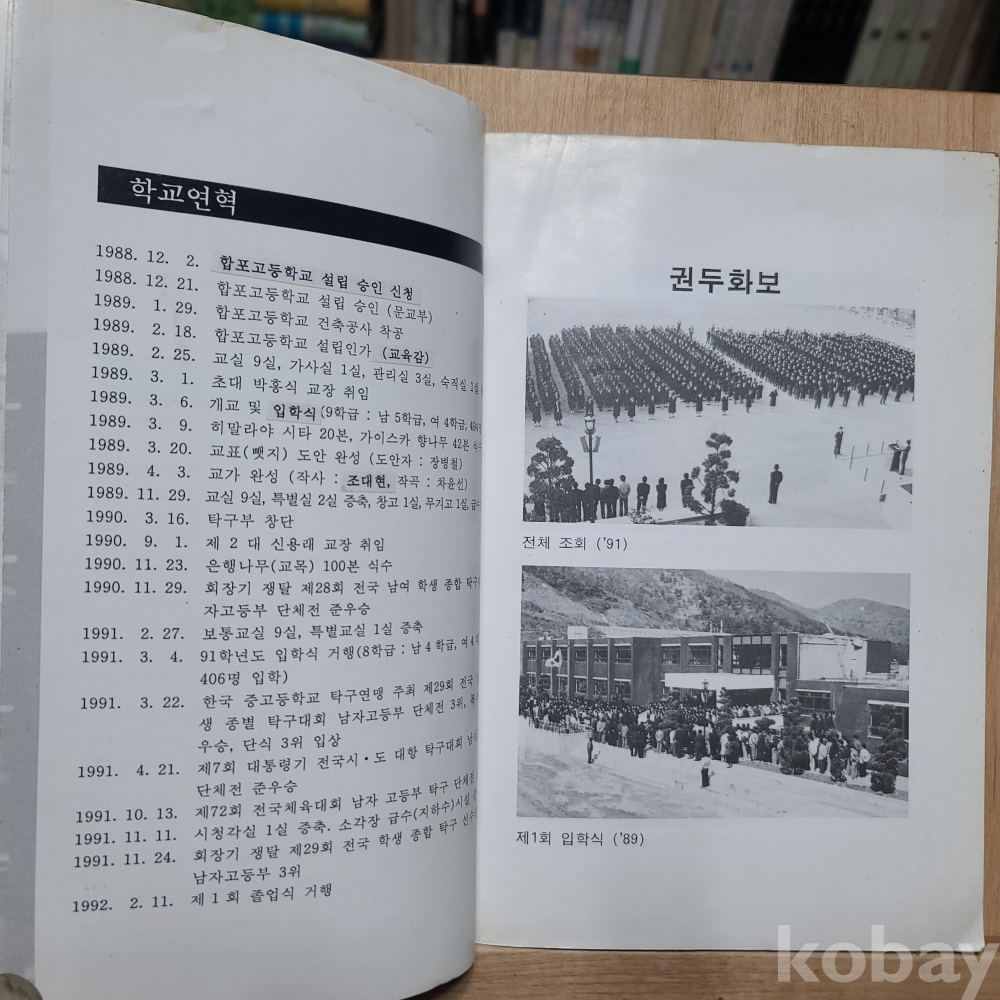 학교연혁
1988. 12. 2. 합포고등학교 설립 승인 신청
1988. 12. 21. 합포고등학교 설립 승인 (문교부)
1989. 1. 29. 합포고등학교 건축공사 착공
1989. 2. 18. 합포고등학교 설립인가 (교육감)
1989. 2. 25. 교실 9실, 가사실 1실, 관리실 3실, 숙직실 1실
1989. 3. 1. 초대 박홍식 교장 취임
1989. 3. 6. 개교 및 입학식 (9학급 : 남 5학급, 여 4학급,
1989. 3. 9. 히말라야 시타 20본, 가이스카 향나무 42본 식수
1989. 3. 20. 교표(뺏지) 도안 완성 (도안자 : 장병철)
1989. 4. 3. 교가 완성 (작사 : 조대현, 작곡 : 차윤선)
1989. 11. 29. 교실 9실, 특별실 2실 증축, 창고 1실, 무기고 1실,
1990. 3. 16. 탁구부 창단
1990. 9. 1. 제 2 대 신용래 교장 취임
1990. 11. 23. 은행나무(교목) 100본 식수
1990. 11. 29. 회장기 쟁탈 제28회 전국 남여 학생 종합
자고등부 단체전 준우승
1991. 2. 27. 보통교실 9실, 특별교실 1실 증축
1991. 3. 4. 91학년도 입학식 거행(8학급 : 남 4 학급, 여 4
406명 입학)
1991. 3. 22. 한국 중고등학교 탁구연맹 주최 제29회 전국
생 종별 탁구대회 남자고등부 단체전 3위,
우승, 단식 3위 입상
1991. 4. 21. 제7회 대통령기 전국시・도 대항 탁구대회
단체전 준우승
1991. 10. 13. 제72회 전국체육대회 남자 고등부 탁구 단체전
1991. 11. 11. 시청각실 1실 증축. 소각장 급수(지하수)시설
1991. 11. 24. 회장기 쟁탈 제29회 전국 학생 종합 탁구
남자고등부 3위
1992. 2. 11. 제 1 회 졸업식 거행
권두화보
전체 조회 ('91)
제1회 입학식 ('89)
kobay